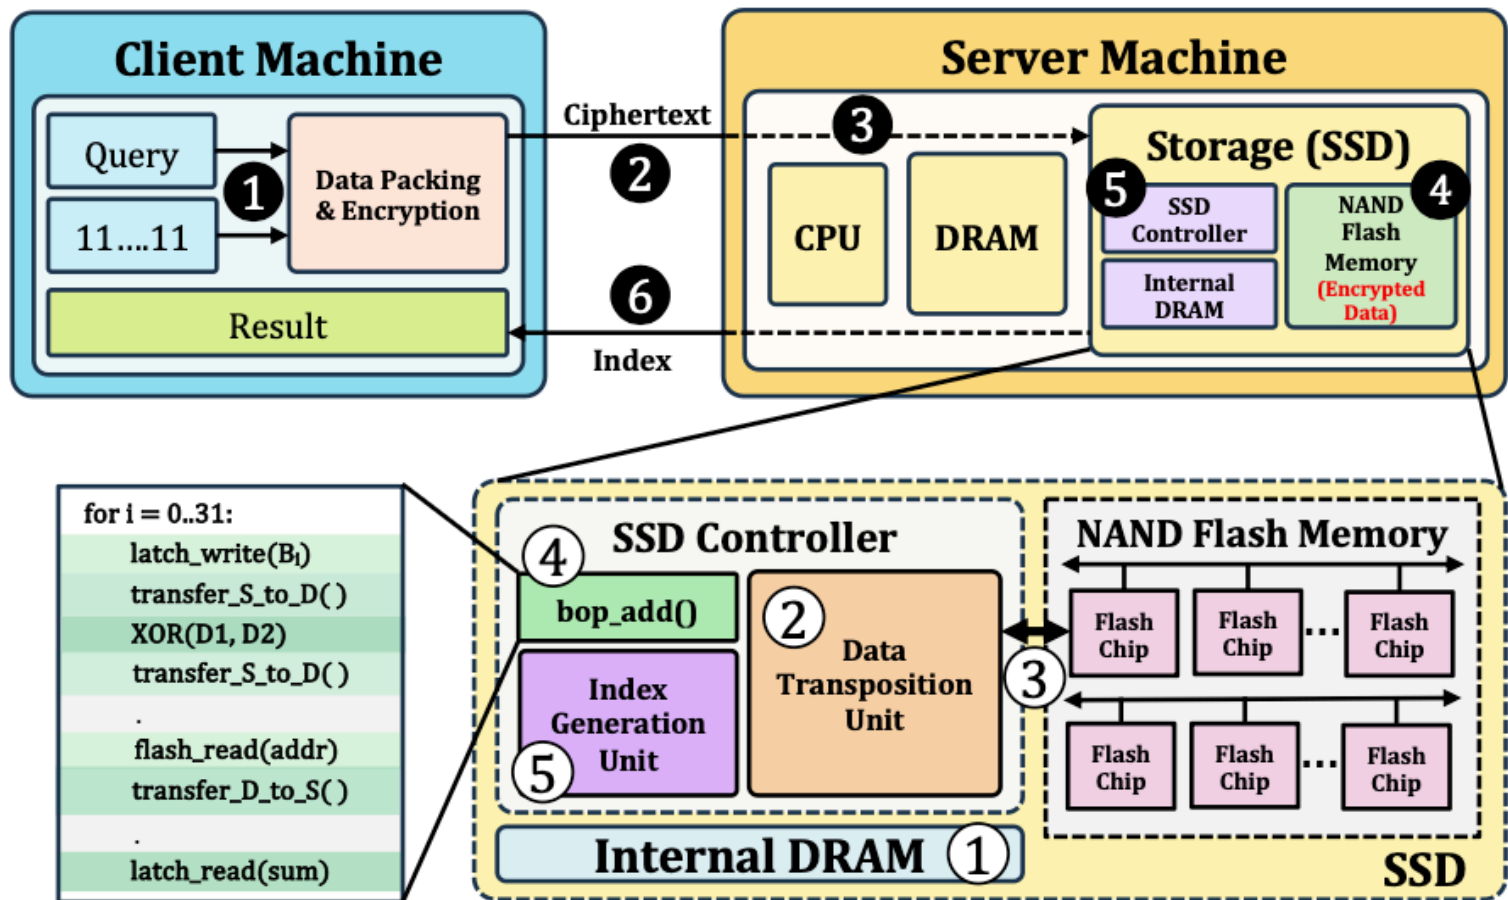 Client Machine
Query
11....11
1
Data Packing
& Encryption
Result
Ciphertext
2
6
Index
Server Machine
3
CPU
DRAM
Storage (SSD)
5
SSD
Controller
Internal
DRAM
4
NAND
Flash
Memory
(Encrypted
Data)
for i = 0..31:
latch_write(Bᵢ)
transfer_S_to_D( )
XOR(D1, D2)
transfer_S_to_D( )
.
flash_read(addr)
transfer_D_to_S( )
.
latch_read(sum)
SSD Controller
4
bop_add()
Index
Generation
Unit
5
2
Data
Transposition
Unit
3
Internal DRAM
1
NAND Flash Memory
Flash
Chip
Flash
Chip
...
Flash
Chip
Flash
Chip
Flash
Chip
...
Flash
Chip
SSD